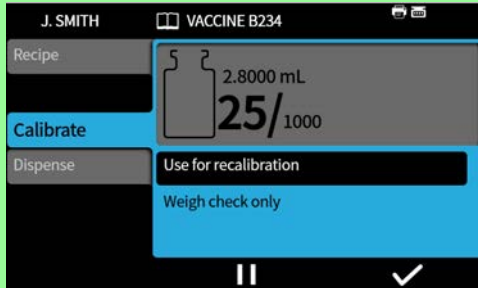 J. SMITH
VACCINE B234
Recipe
2.8000 mL
25/1000
Calibrate
Dispense
Use for recalibration
Weigh check only